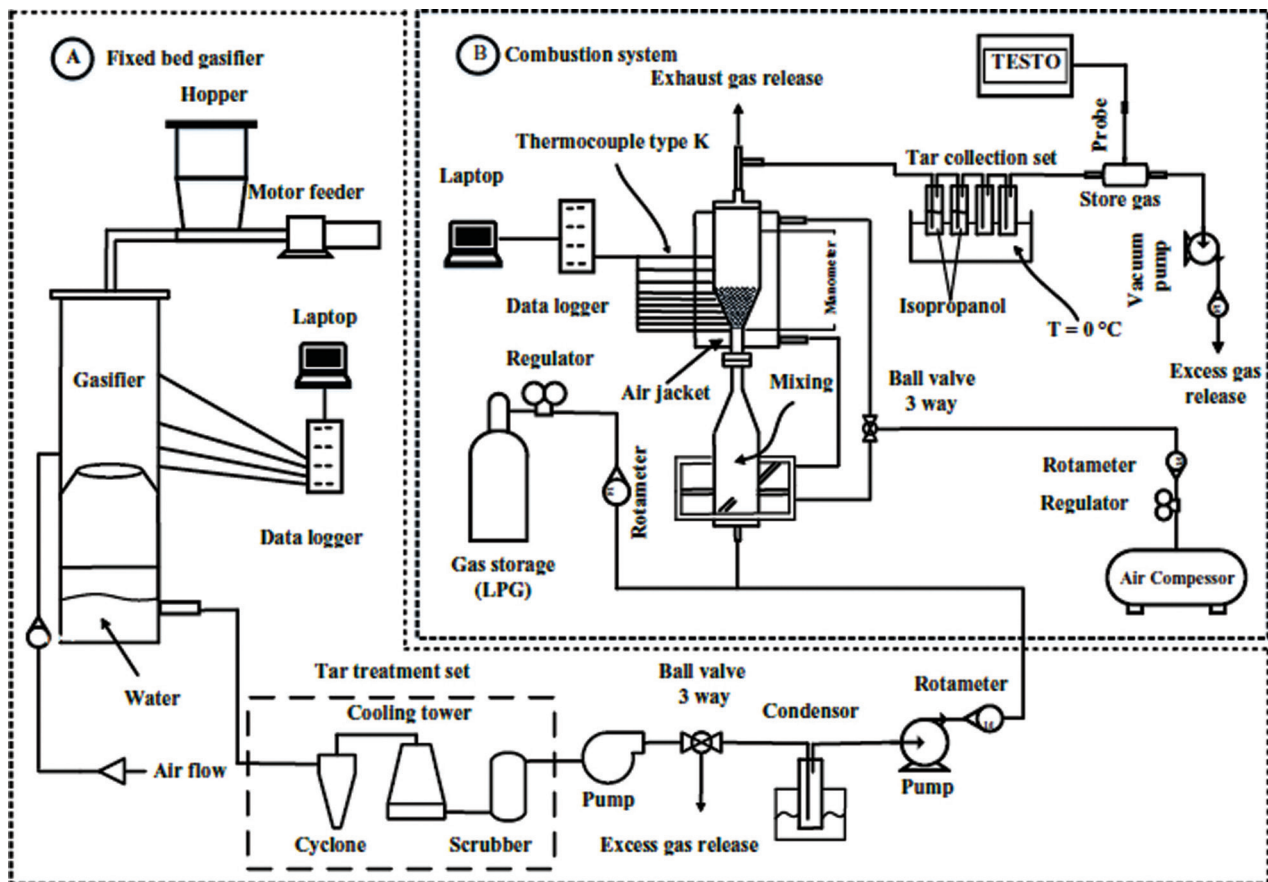 A Fixed bed gasifier
Hopper
Motor feeder
Laptop
Gasifier
Data logger
Water
Air flow
Tar treatment set
Cooling tower
Cyclone
Scrubber
Pump
Ball valve
3 way
Excess gas release
Condensor
Pump
Rotameter
B Combustion system
Exhaust gas release
Thermocouple type K
Laptop
Data logger
Manometer
Air jacket
Mixing
Regulator
Rotameter
Gas storage
(LPG)
TESTO
Probe
Tar collection set
Store gas
Isopropanol
T = 0 °C
Vacuum
pump
Excess gas
release
Ball valve
3 way
Rotameter
Regulator
Air Compessor